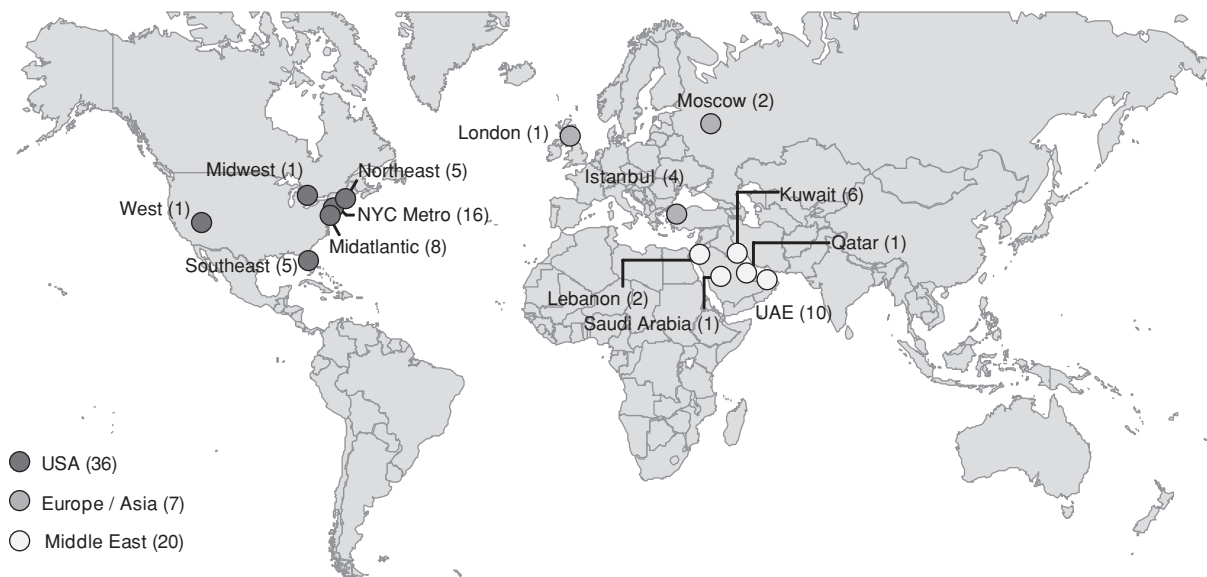 Moscow (2)
London (1)
Midwest (1)
Northeast (5)
Istanbul (4)
Kuwait (6)
West (1)
NYC Metro (16)
Midatlantic (8)
Qatar (1)
Southeast (5)
Lebanon (2)
Saudi Arabia (1)
UAE (10)
USA (36)
Europe / Asia (7)
Middle East (20)